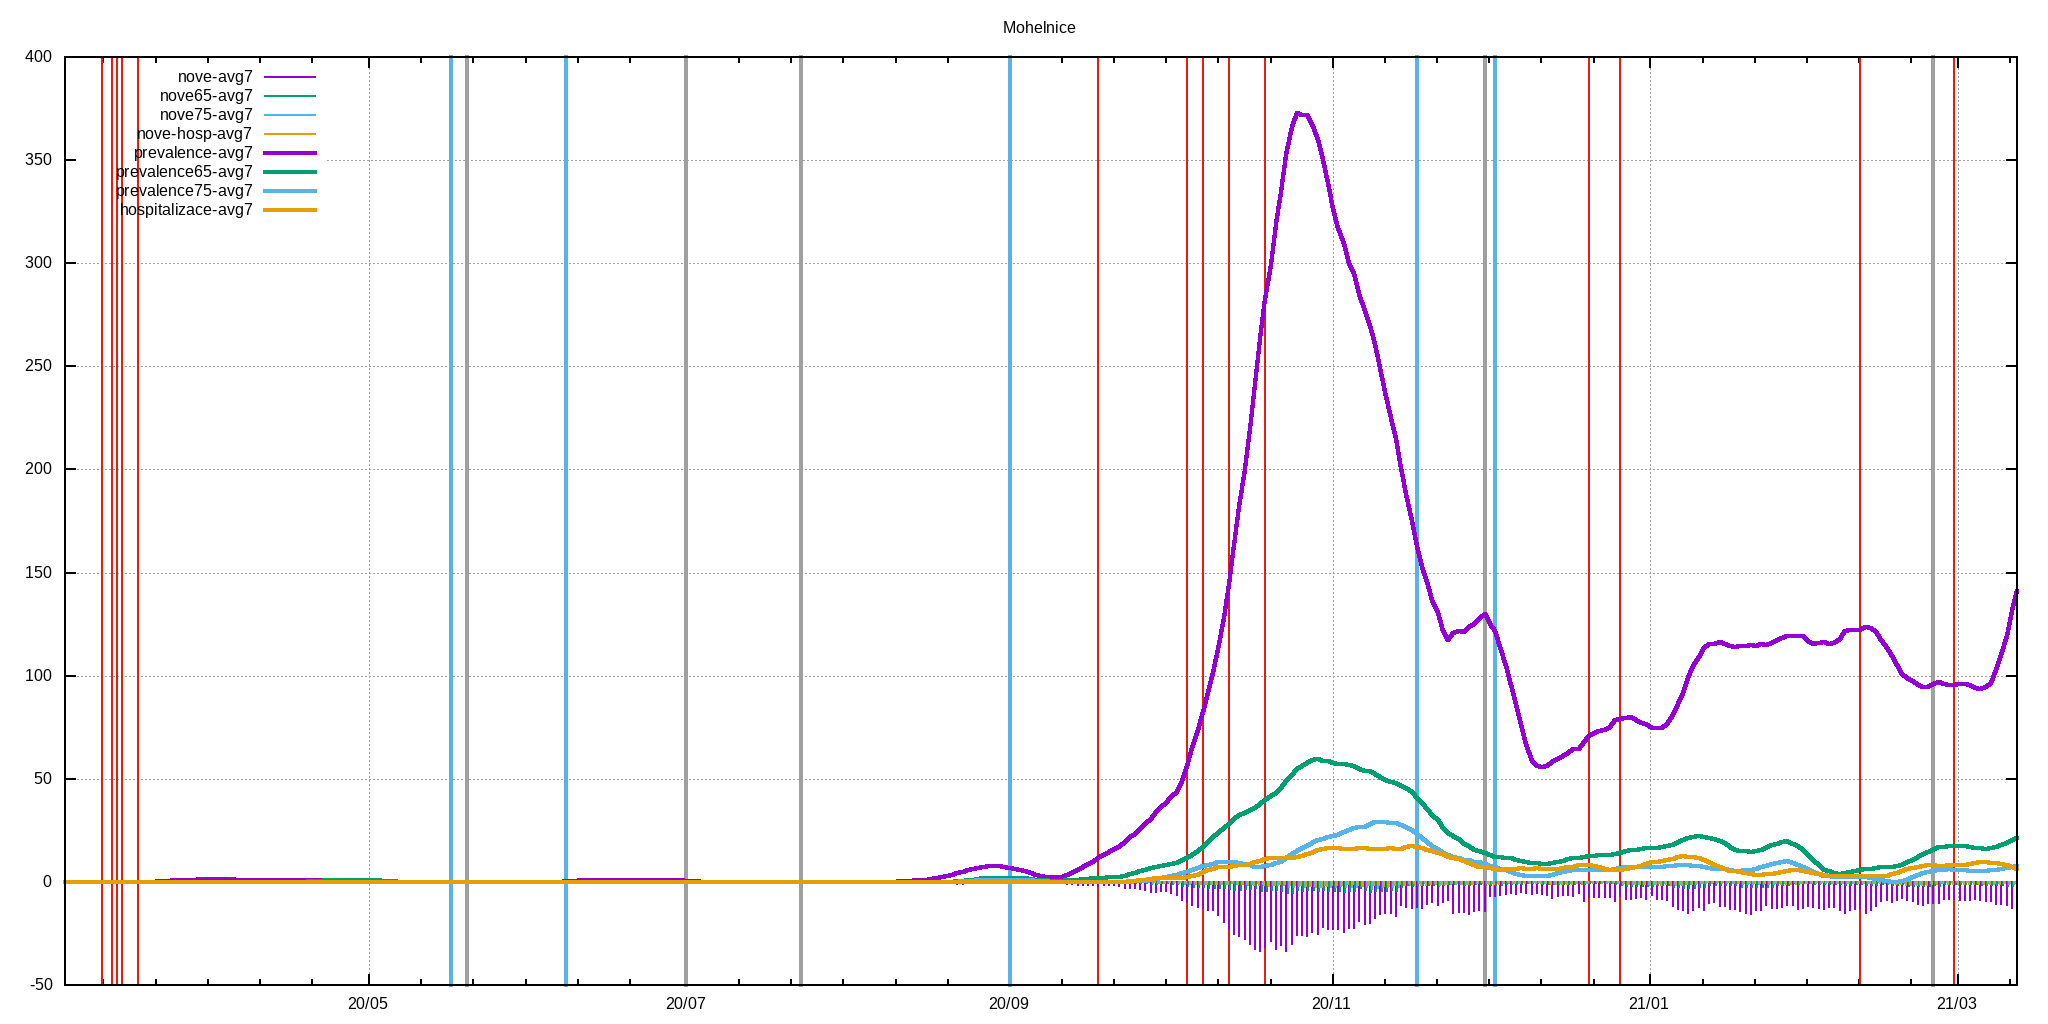 Mohelnice
400
350
300
250
200
150
100
50
0
-50
nove-avg7
nove65-avg7
nove75-avg7
nove-hosp-avg7
prevalence-avg7
prevalence65-avg7
prevalence75-avg7
hospitalizace-avg7
20/05
20/07
20/09
20/11
21/01
21/03